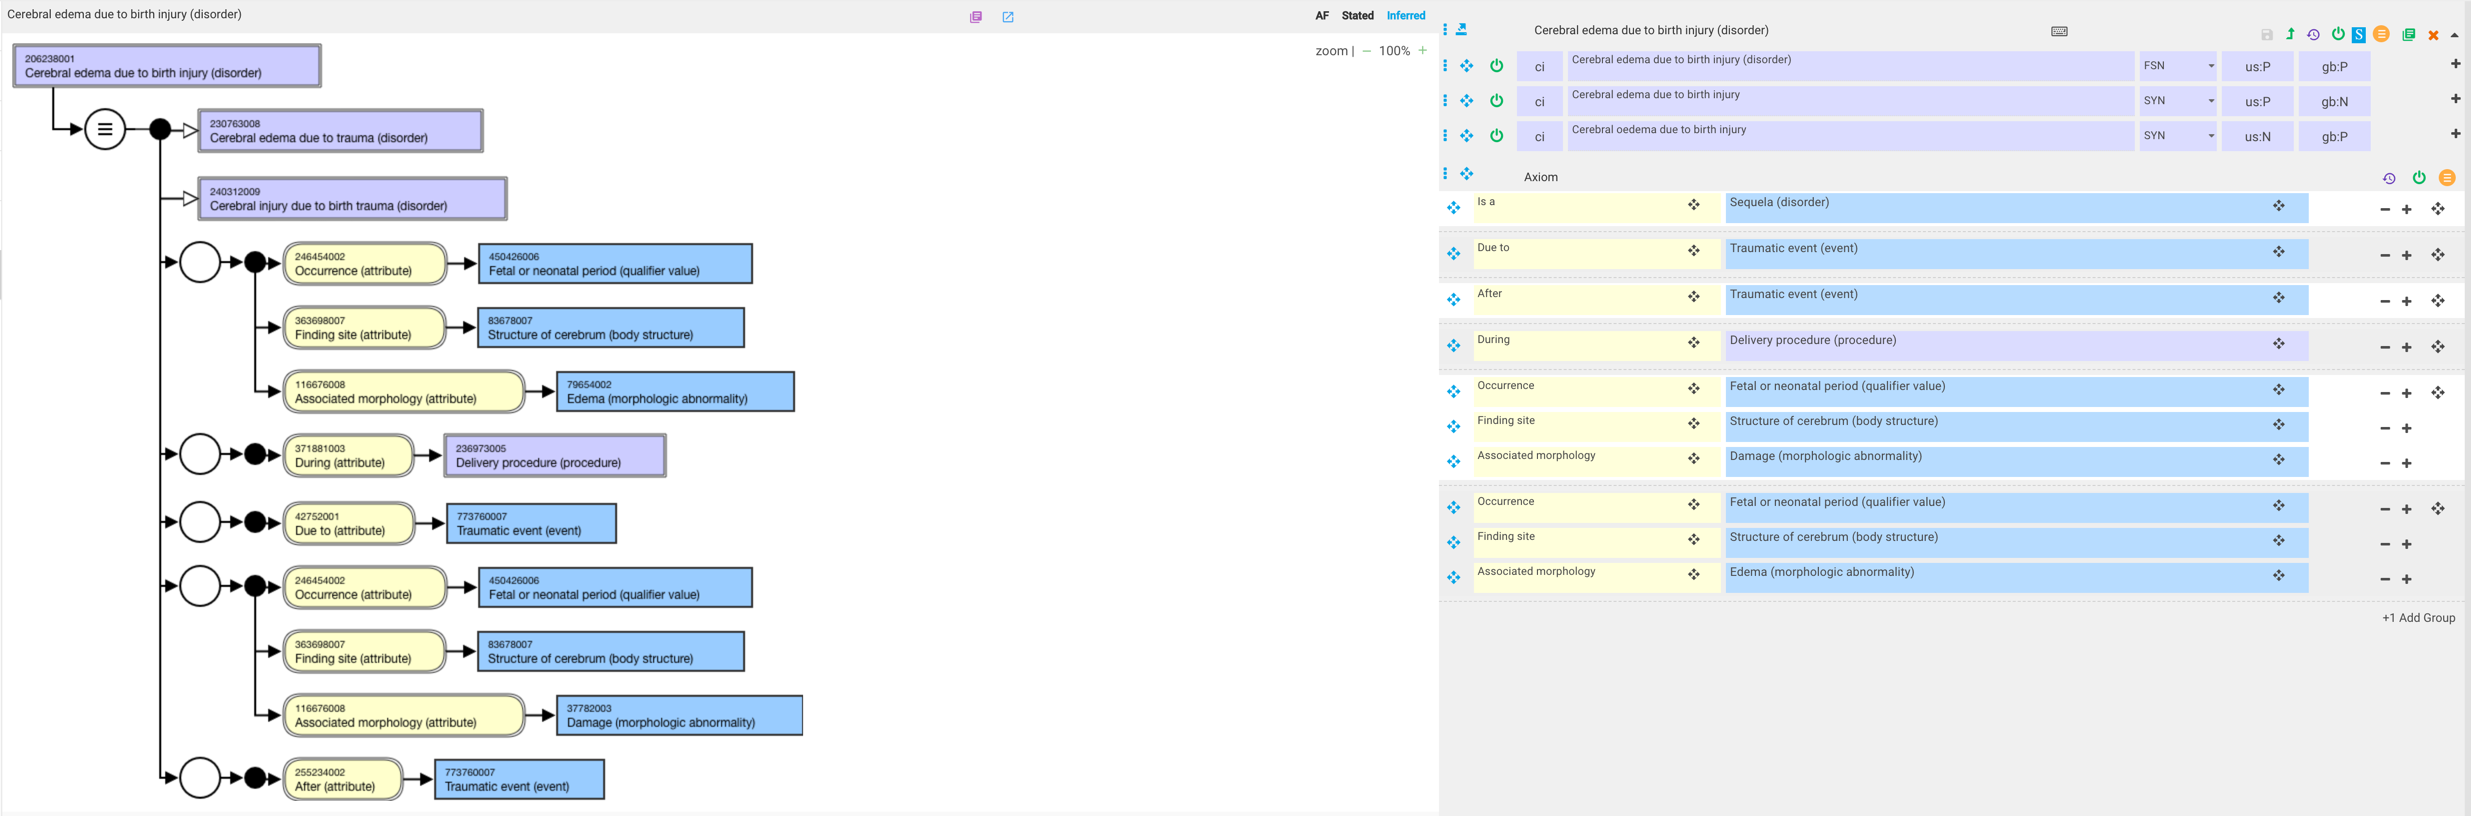 Cerebral edema due to birth injury (disorder)
AF Stated Inferred
zoom | − 100% +
206238001
Cerebral edema due to birth injury (disorder)
230763008
Cerebral edema due to trauma (disorder)
240312009
Cerebral injury due to birth trauma (disorder)
246454002
Occurrence (attribute)
450426006
Fetal or neonatal period (qualifier value)
363698007
Finding site (attribute)
83678007
Structure of cerebrum (body structure)
116676008
Associated morphology (attribute)
79654002
Edema (morphologic abnormality)
371881003
During (attribute)
236973005
Delivery procedure (procedure)
42752001
Due to (attribute)
773760007
Traumatic event (event)
246454002
Occurrence (attribute)
450426006
Fetal or neonatal period (qualifier value)
363698007
Finding site (attribute)
83678007
Structure of cerebrum (body structure)
116676008
Associated morphology (attribute)
37782003
Damage (morphologic abnormality)
255234002
After (attribute)
773760007
Traumatic event (event)
Cerebral edema due to birth injury (disorder)
S
ci Cerebral edema due to birth injury (disorder) FSN us:P gb:P
ci Cerebral edema due to birth injury SYN us:P gb:N
ci Cerebral oedema due to birth injury SYN us:N gb:P
Axiom
Is a Sequela (disorder)
Due to Traumatic event (event)
After Traumatic event (event)
During Delivery procedure (procedure)
Occurrence Fetal or neonatal period (qualifier value)
Finding site Structure of cerebrum (body structure)
Associated morphology Damage (morphologic abnormality)
Occurrence Fetal or neonatal period (qualifier value)
Finding site Structure of cerebrum (body structure)
Associated morphology Edema (morphologic abnormality)
+1 Add Group